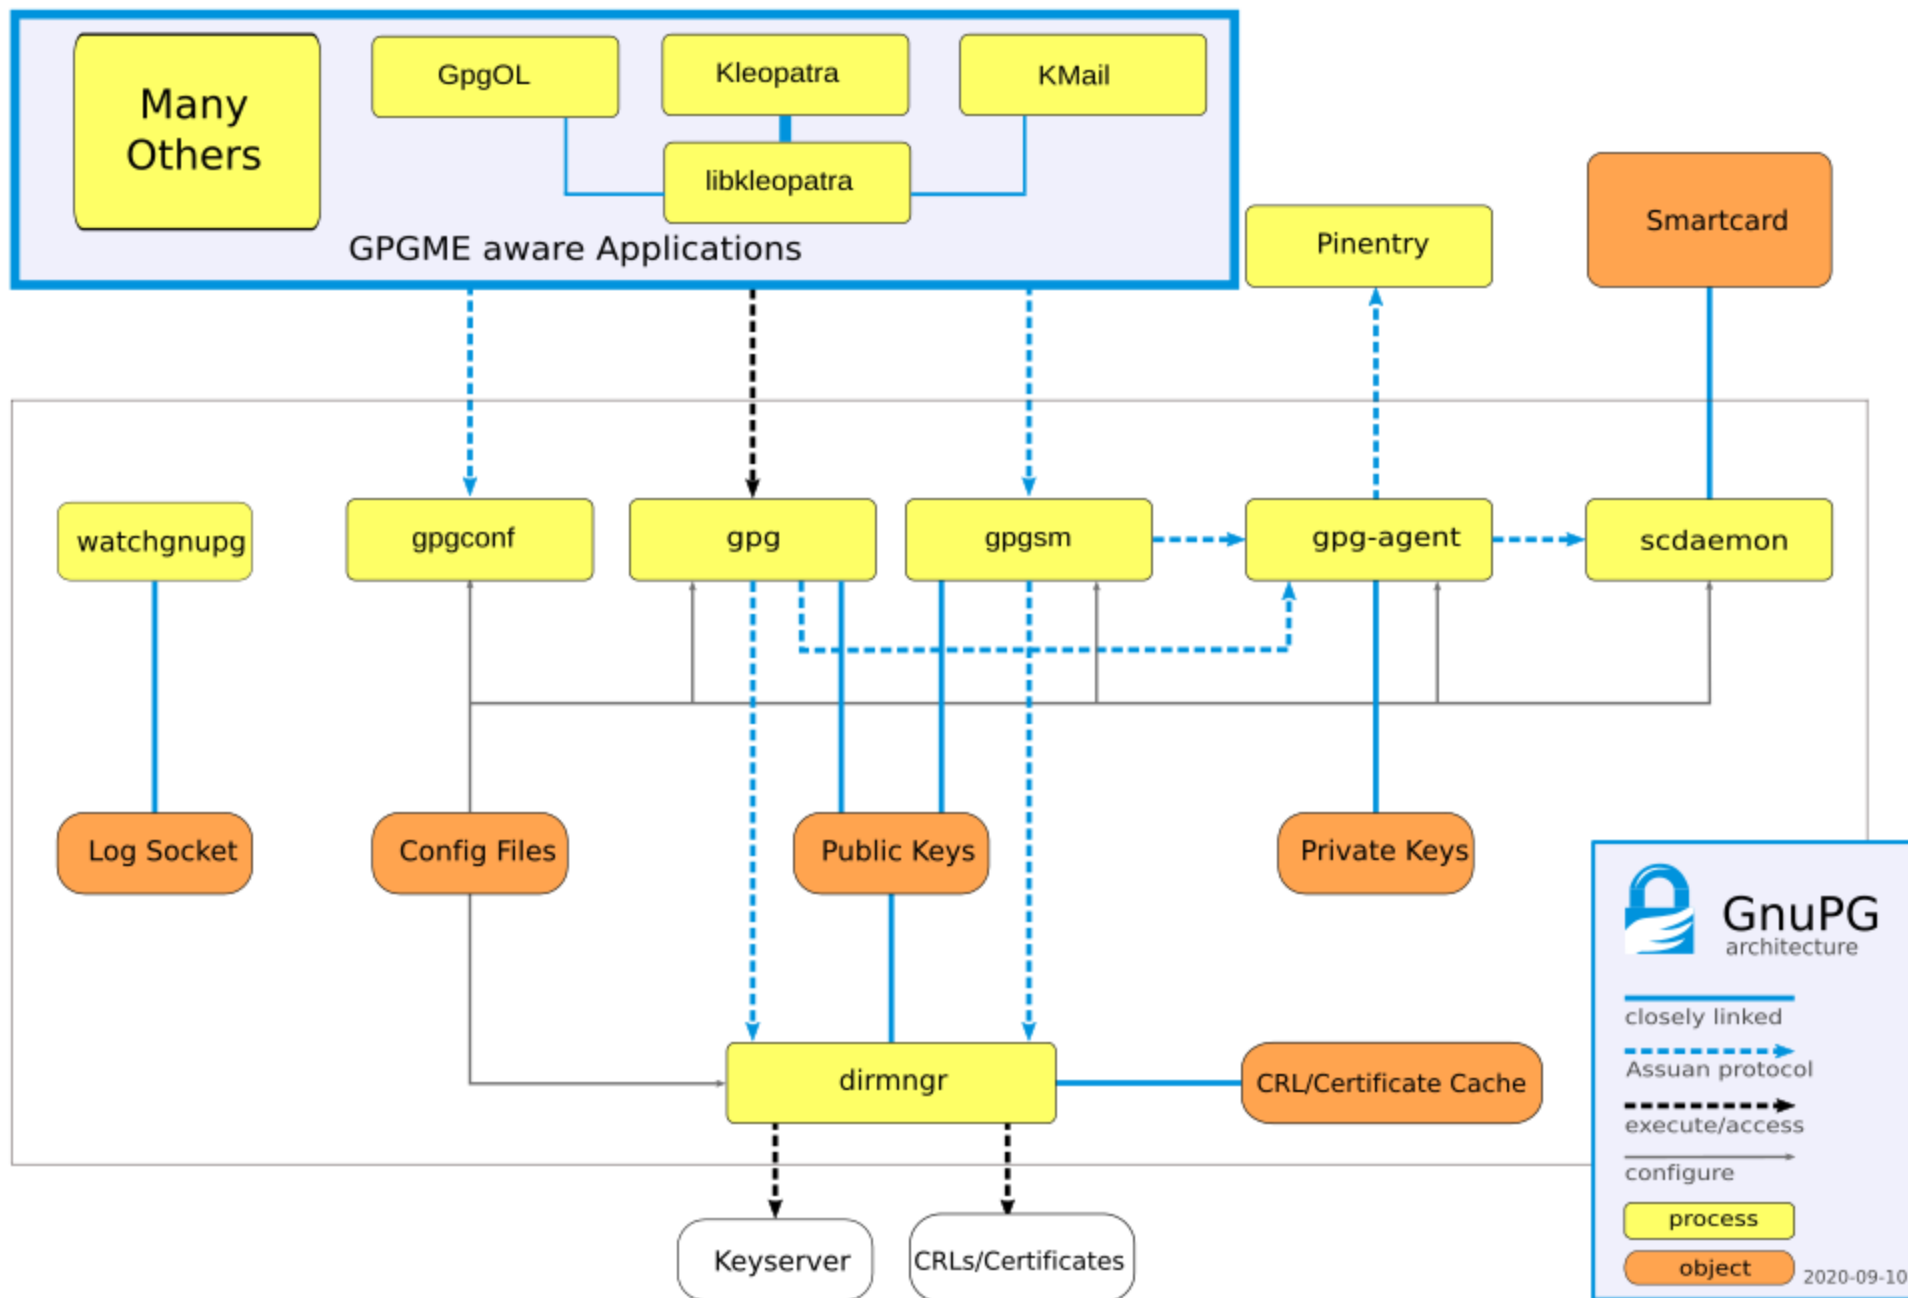 Many
Others
GpgOL
Kleopatra
KMail
libkleopatra
GPGME aware Applications
Pinentry
Smartcard
watchgnupg
gpgconf
gpg
gpgsm
gpg-agent
scdaemon
Log Socket
Config Files
Public Keys
Private Keys
dirmngr
CRL/Certificate Cache
Keyserver
CRLs/Certificates
GnuPG
architecture
closely linked
Assuan protocol
execute/access
configure
process
object
2020-09-10